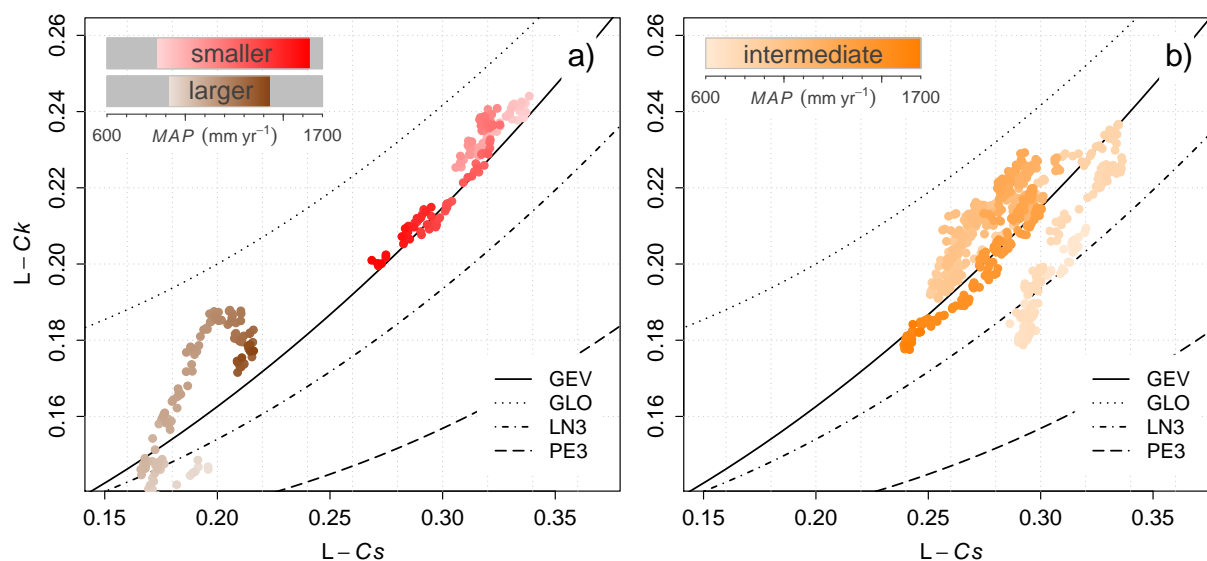 smaller
larger
600 MAP (mm yr−1) 1700
a)
0.16 0.18 0.20 0.22 0.24 0.26
L − Ck
GEV
GLO
LN3
PE3
0.15 0.20 0.25 0.30 0.35
L − Cs
intermediate
600 MAP (mm yr−1) 1700
b)
0.16 0.18 0.20 0.22 0.24 0.26
GEV
GLO
LN3
PE3
0.15 0.20 0.25 0.30 0.35
L − Cs